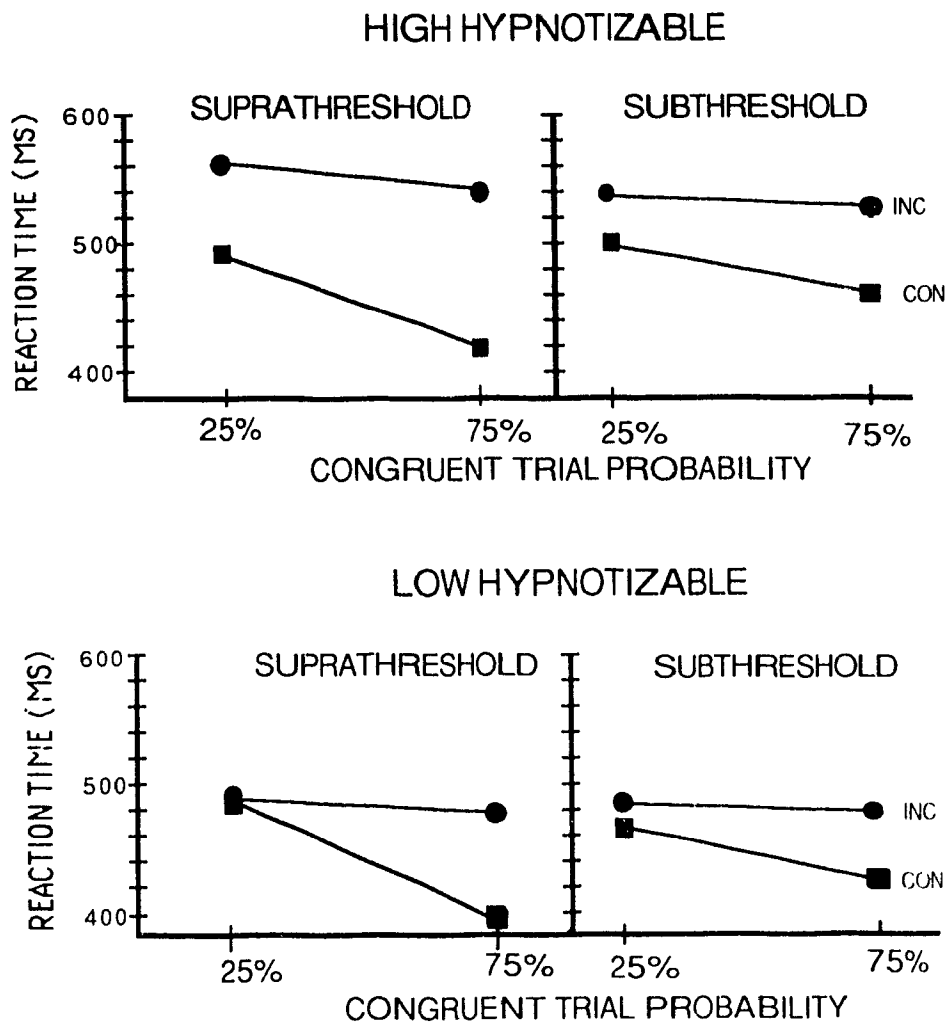 HIGH HYPNOTIZABLE
SUPRATHRESHOLD
SUBTHRESHOLD
REACTION TIME (MS)
600
500
400
INC
CON
25%
75%
25%
75%
CONGRUENT TRIAL PROBABILITY
LOW HYPNOTIZABLE
SUPRATHRESHOLD
SUBTHRESHOLD
REACTION TIME (MS)
600
500
400
INC
CON
25%
75%
25%
75%
CONGRUENT TRIAL PROBABILITY